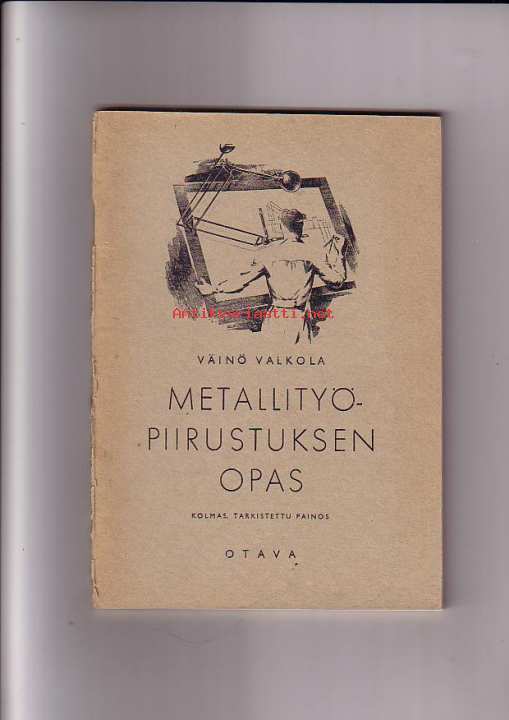 Antikvariaatti.net
VÄINÖ VALKOLA
METALLITYÖ-
PIIRUSTUKSEN
OPAS
KOLMAS, TARKISTETTU PAINOS
OTAVA